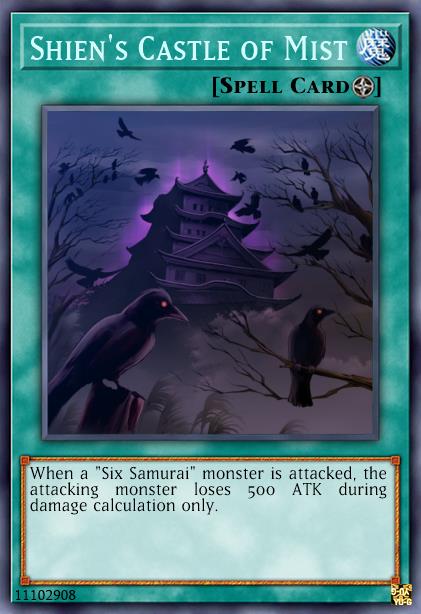 Shien's Castle of Mist
魔
[Spell Card]
When a "Six Samurai" monster is attacked, the
attacking monster loses 500 ATK during
damage calculation only.
11102908